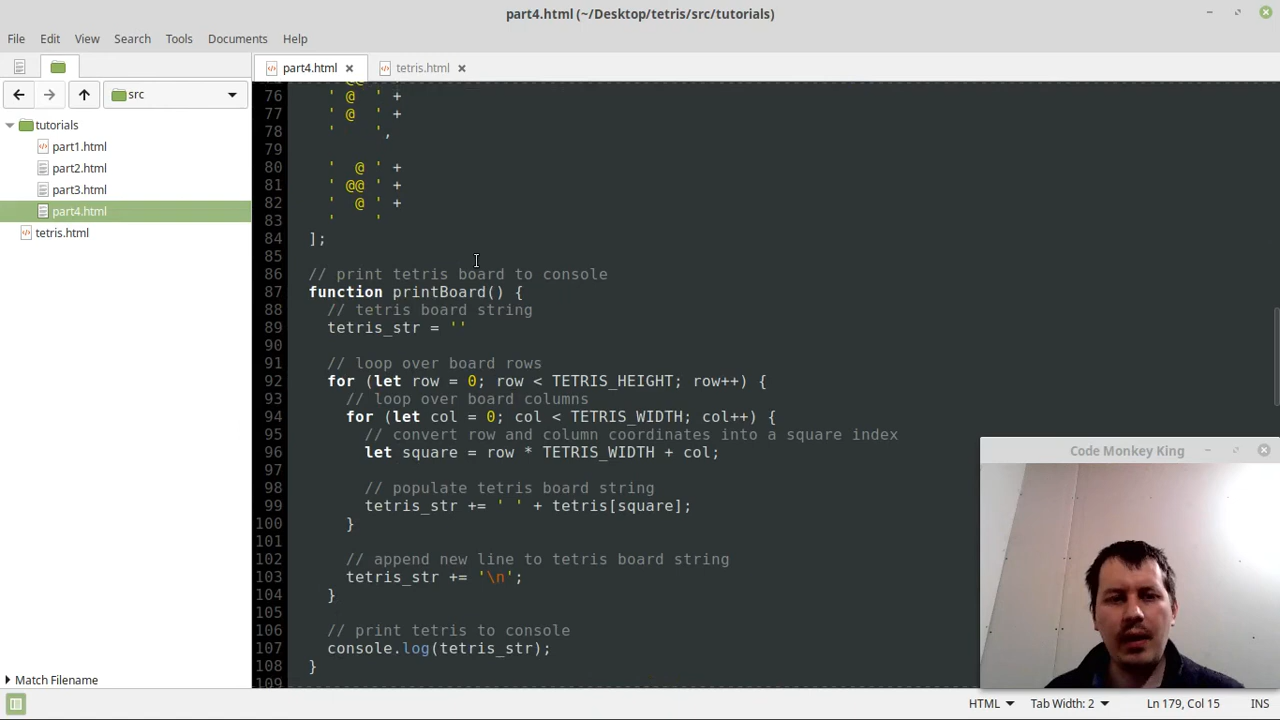 part4.html (~/Desktop/tetris/src/tutorials)
File Edit View Search Tools Documents Help
part4.html
tetris.html
src
tutorials
part1.html
part2.html
part3.html
part4.html
tetris.html
76 ' @  ' +
77 ' @  ' +
78 '    ',
79
80 '  @ ' +
81 ' @@ ' +
82 '  @ ' +
83 '    '
84 ];
85
86 // print tetris board to console
87 function printBoard() {
88 // tetris board string
89 tetris_str = ''
90
91 // loop over board rows
92 for (let row = 0; row < TETRIS_HEIGHT; row++) {
93 // loop over board columns
94 for (let col = 0; col < TETRIS_WIDTH; col++) {
95 // convert row and column coordinates into a square index
96 let square = row * TETRIS_WIDTH + col;
97
98 // populate tetris board string
99 tetris_str += ' ' + tetris[square];
100 }
101
102 // append new line to tetris board string
103 tetris_str += '\n';
104 }
105
106 // print tetris to console
107 console.log(tetris_str);
108 }
109
Code Monkey King
Match Filename
HTML Tab Width: 2 Ln 179, Col 15 INS